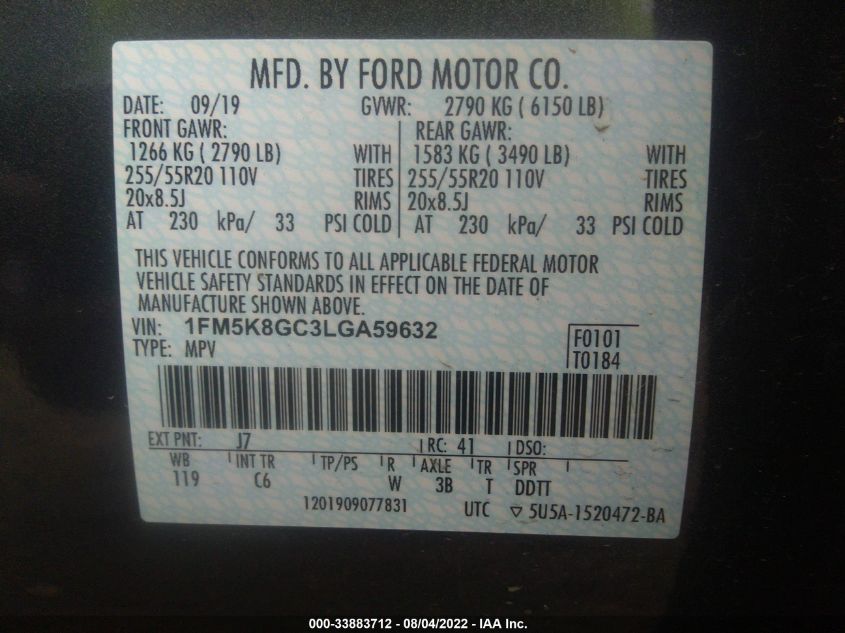 MFD. BY FORD MOTOR CO.
DATE: 09/19 GVWR: 2790 KG ( 6150 LB)
FRONT GAWR: REAR GAWR:
1266 KG ( 2790 LB) WITH 1583 KG ( 3490 LB) WITH
255/55R20 110V TIRES 255/55R20 110V TIRES
20x8.5J RIMS 20x8.5J RIMS
AT 230 kPa/ 33 PSI COLD AT 230 kPa/ 33 PSI COLD
THIS VEHICLE CONFORMS TO ALL APPLICABLE FEDERAL MOTOR
VEHICLE SAFETY STANDARDS IN EFFECT ON THE DATE OF
MANUFACTURE SHOWN ABOVE.
VIN: 1FM5K8GC3LGA59632 F0101
TYPE: MPV T0184
EXT PNT: J7 RC: 41 DSO:
WB INT TR TP/PS R AXLE TR SPR
119 C6 W 3B T DDTT
1201909077831 UTC ▽ 5U5A-1520472-BA
000-33883712 - 08/04/2022 - IAA Inc.